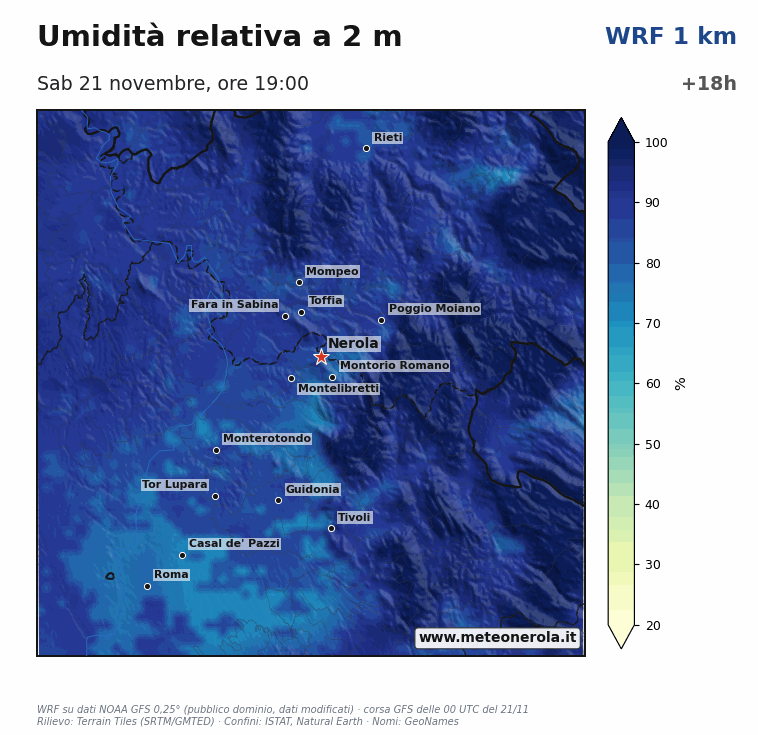 Umidità relativa a 2 m
WRF 1 km
Sab 21 novembre, ore 19:00
+18h
Rieti
Mompeo
Toffia
Fara in Sabina
Poggio Moiano
Nerola
Montorio Romano
Montelibretti
Monterotondo
Tor Lupara
Guidonia
Tivoli
Casal de' Pazzi
Roma
www.meteonerola.it
100
90
80
70
60
50
40
30
20
%
WRF su dati NOAA GFS 0,25° (pubblico dominio, dati modificati) · corsa GFS delle 00 UTC del 21/11
Rilievo: Terrain Tiles (SRTM/GMTED) · Confini: ISTAT, Natural Earth · Nomi: GeoNames